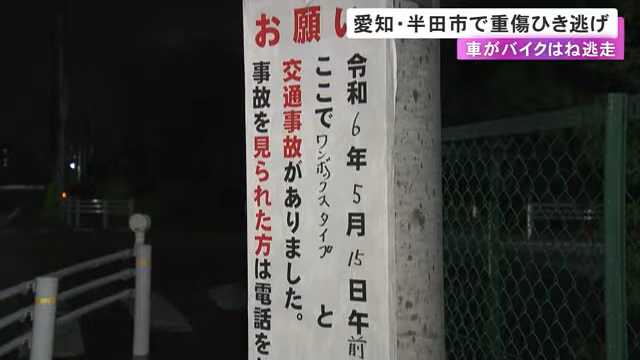 愛知・半田市で重傷ひき逃げ
車がバイクはね逃走
お願い
令和6年5月15日午前
ここでワンボックスタイプと
交通事故がありました。
事故を見られた方は電話を